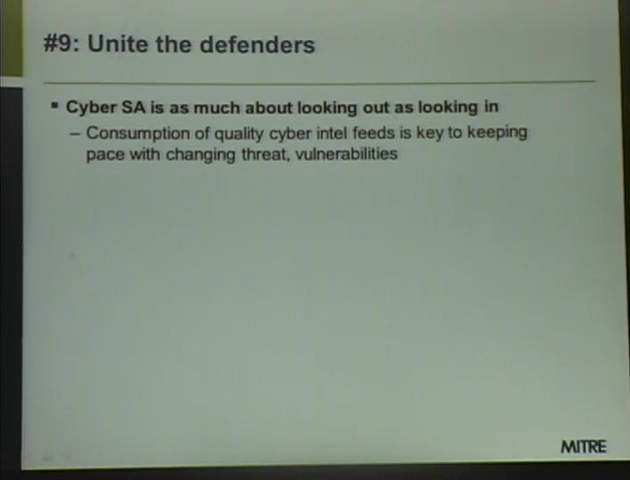 #9: Unite the defenders
▪ Cyber SA is as much about looking out as looking in
– Consumption of quality cyber intel feeds is key to keeping
pace with changing threat, vulnerabilities
MITRE